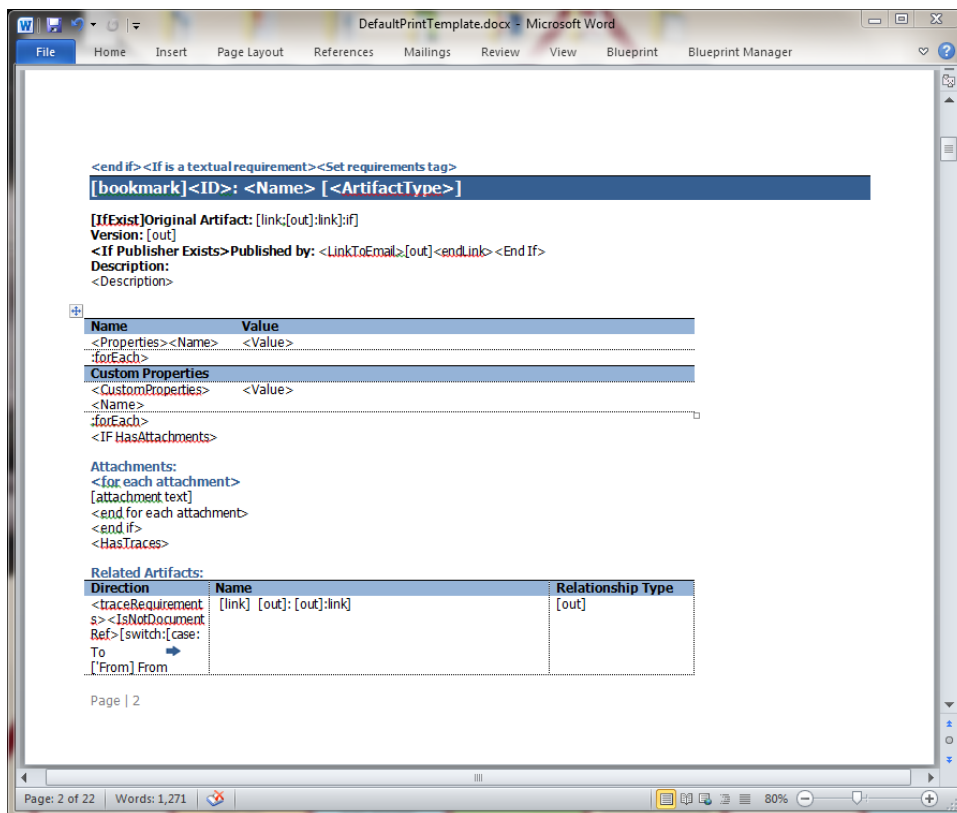 DefaultPrintTemplate.docx - Microsoft Word
File Home Insert Page Layout References Mailings Review View Blueprint Blueprint Manager
<end if><If is a textual requirement><Set requirements tag>
[bookmark]<ID>: <Name> [<ArtifactType>]
[IfExist]Original Artifact: [link;[out]:link]:if]
Version: [out]
<If Publisher Exists>Published by: <LinkToEmail>[out]<endLink><End If>
Description:
<Description>
Name Value
<Properties><Name> <Value>
:forEach>
Custom Properties
<CustomProperties> <Value>
<Name>
:forEach>
<IF HasAttachments>
Attachments:
<for each attachment>
[attachment text]
<end for each attachment>
<end if>
<HasTraces>
Related Artifacts:
Direction Name Relationship Type
<traceRequirement [link] [out]: [out]:link] [out]
s><IsNotDocument
Ref>[switch:[case:
To
['From] From
Page | 2
Page: 2 of 22 Words: 1,271 80%